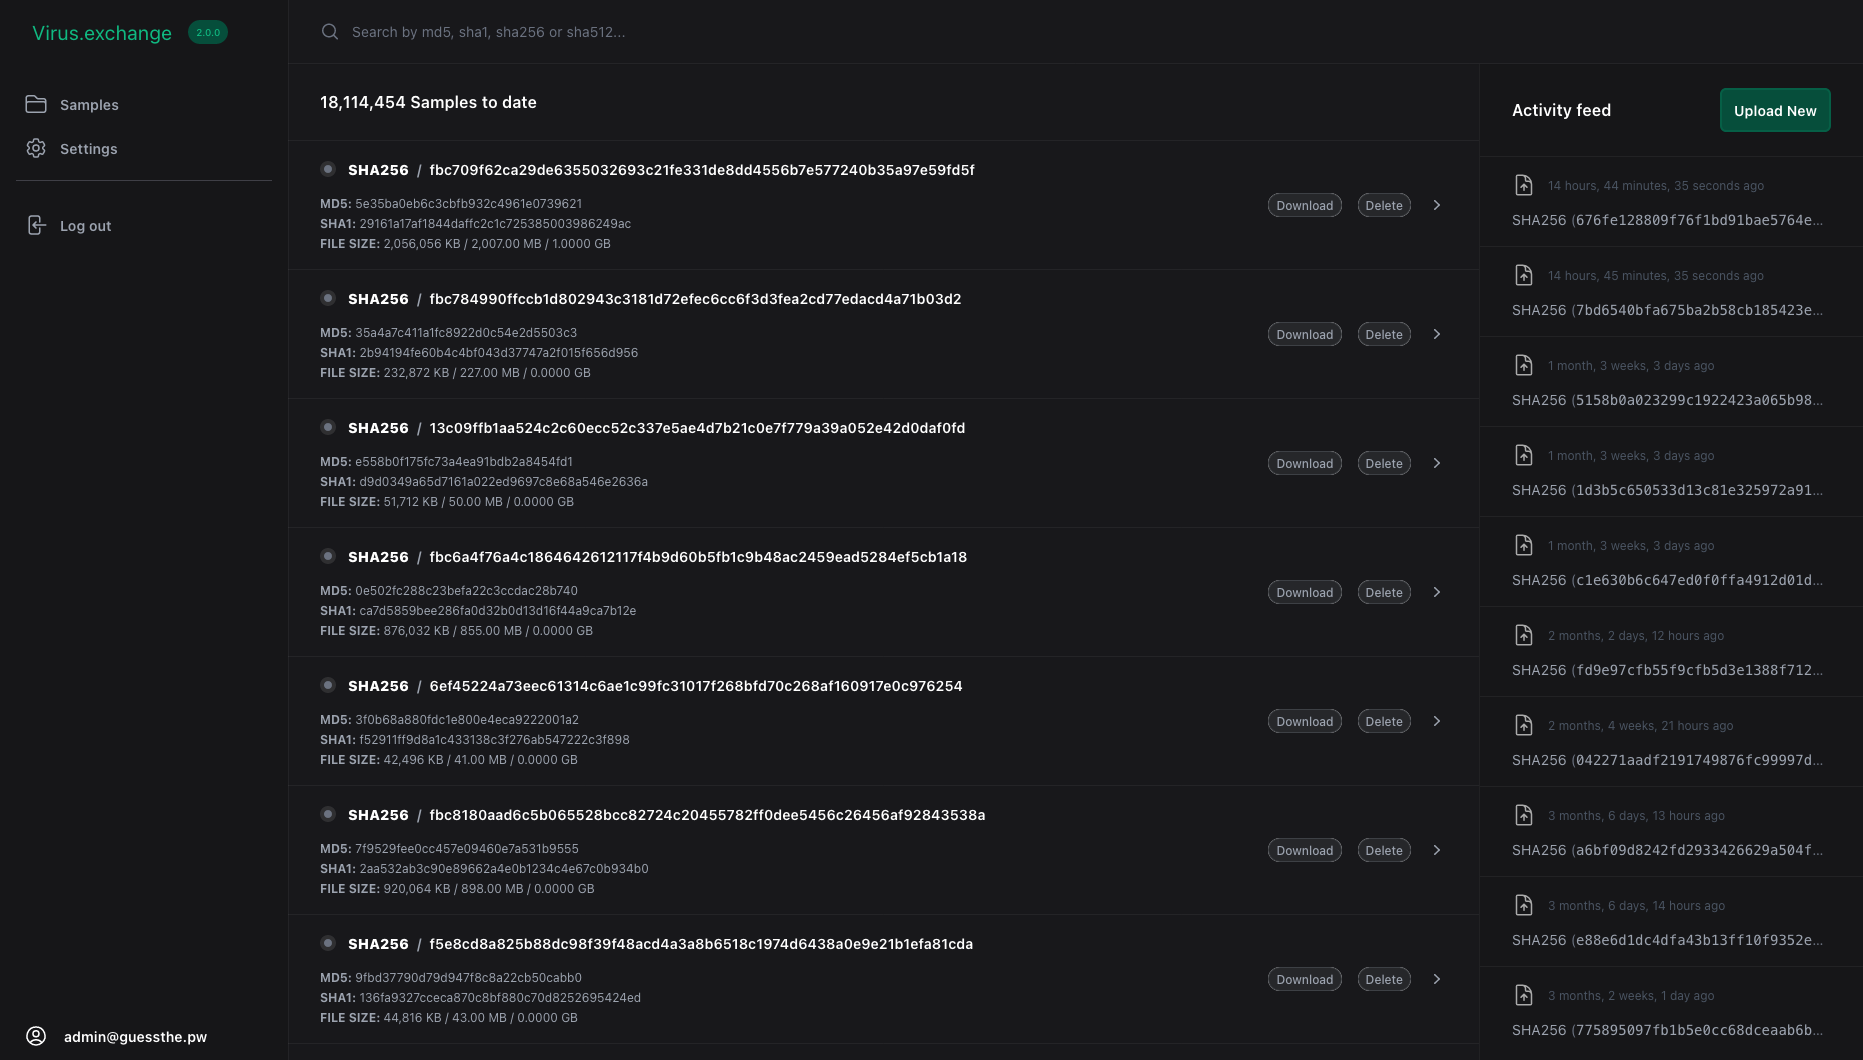 Virus.exchange 2.0.0
Samples
Settings
Log out
admin@guessthe.pw
Search by md5, sha1, sha256 or sha512...
18,114,454 Samples to date
SHA256 / fbc709f62ca29de6355032693c21fe331de8dd4556b7e577240b35a97e59fd5f
MD5: 5e35ba0eb6c3cbfb932c4961e0739621
SHA1: 29161a17af1844daffc2c1c725385003986249ac
FILE SIZE: 2,056,056 KB / 2,007.00 MB / 1.0000 GB
Download Delete
SHA256 / fbc784990ffccb1d802943c3181d72efec6cc6f3d3fea2cd77edacd4a71b03d2
MD5: 35a4a7c411a1fc8922d0c54e2d5503c3
SHA1: 2b94194fe60b4c4bf043d37747a2f015f656d956
FILE SIZE: 232,872 KB / 227.00 MB / 0.0000 GB
Download Delete
SHA256 / 13c09ffb1aa524c2c60ecc52c337e5ae4d7b21c0e7f779a39a052e42d0daf0fd
MD5: e558b0f175fc73a4ea91bdb2a8454fd1
SHA1: d9d0349a65d7161a022ed9697c8e68a546e2636a
FILE SIZE: 51,712 KB / 50.00 MB / 0.0000 GB
Download Delete
SHA256 / fbc6a4f76a4c1864642612117f4b9d60b5fb1c9b48ac2459ead5284ef5cb1a18
MD5: 0e502fc288c23befa22c3ccdac28b740
SHA1: ca7d5859bee286fa0d32b0d13d16f44a9ca7b12e
FILE SIZE: 876,032 KB / 855.00 MB / 0.0000 GB
Download Delete
SHA256 / 6ef45224a73eec61314c6ae1c99fc31017f268bfd70c268af160917e0c976254
MD5: 3f0b68a880fdc1e800e4eca9222001a2
SHA1: f52911ff9d8a1c433138c3f276ab547222c3f898
FILE SIZE: 42,496 KB / 41.00 MB / 0.0000 GB
Download Delete
SHA256 / fbc8180aad6c5b065528bcc82724c20455782ff0dee5456c26456af92843538a
MD5: 7f9529fee0cc457e09460e7a531b9555
SHA1: 2aa532ab3c90e89662a4e0b1234c4e67c0b934b0
FILE SIZE: 920,064 KB / 898.00 MB / 0.0000 GB
Download Delete
SHA256 / f5e8cd8a825b88dc98f39f48acd4a3a8b6518c1974d6438a0e9e21b1efa81cda
MD5: 9fbd37790d79d947f8c8a22cb50cabb0
SHA1: 136fa9327cceca870c8bf880c70d8252695424ed
FILE SIZE: 44,816 KB / 43.00 MB / 0.0000 GB
Download Delete
Activity feed
Upload New
14 hours, 44 minutes, 35 seconds ago
SHA256 (676fe128809f76f1bd91bae5764e...
14 hours, 45 minutes, 35 seconds ago
SHA256 (7bd6540bfa675ba2b58cb185423e...
1 month, 3 weeks, 3 days ago
SHA256 (5158b0a023299c1922423a065b98...
1 month, 3 weeks, 3 days ago
SHA256 (1d3b5c650533d13c81e325972a91...
1 month, 3 weeks, 3 days ago
SHA256 (c1e630b6c647ed0f0ffa4912d01d...
2 months, 2 days, 12 hours ago
SHA256 (fd9e97cfb55f9cfb5d3e1388f712...
2 months, 4 weeks, 21 hours ago
SHA256 (042271aadf2191749876fc99997d...
3 months, 6 days, 13 hours ago
SHA256 (a6bf09d8242fd2933426629a504f...
3 months, 6 days, 14 hours ago
SHA256 (e88e6d1dc4dfa43b13ff10f9352e...
3 months, 2 weeks, 1 day ago
SHA256 (775895097fb1b5e0cc68dceaab6b...